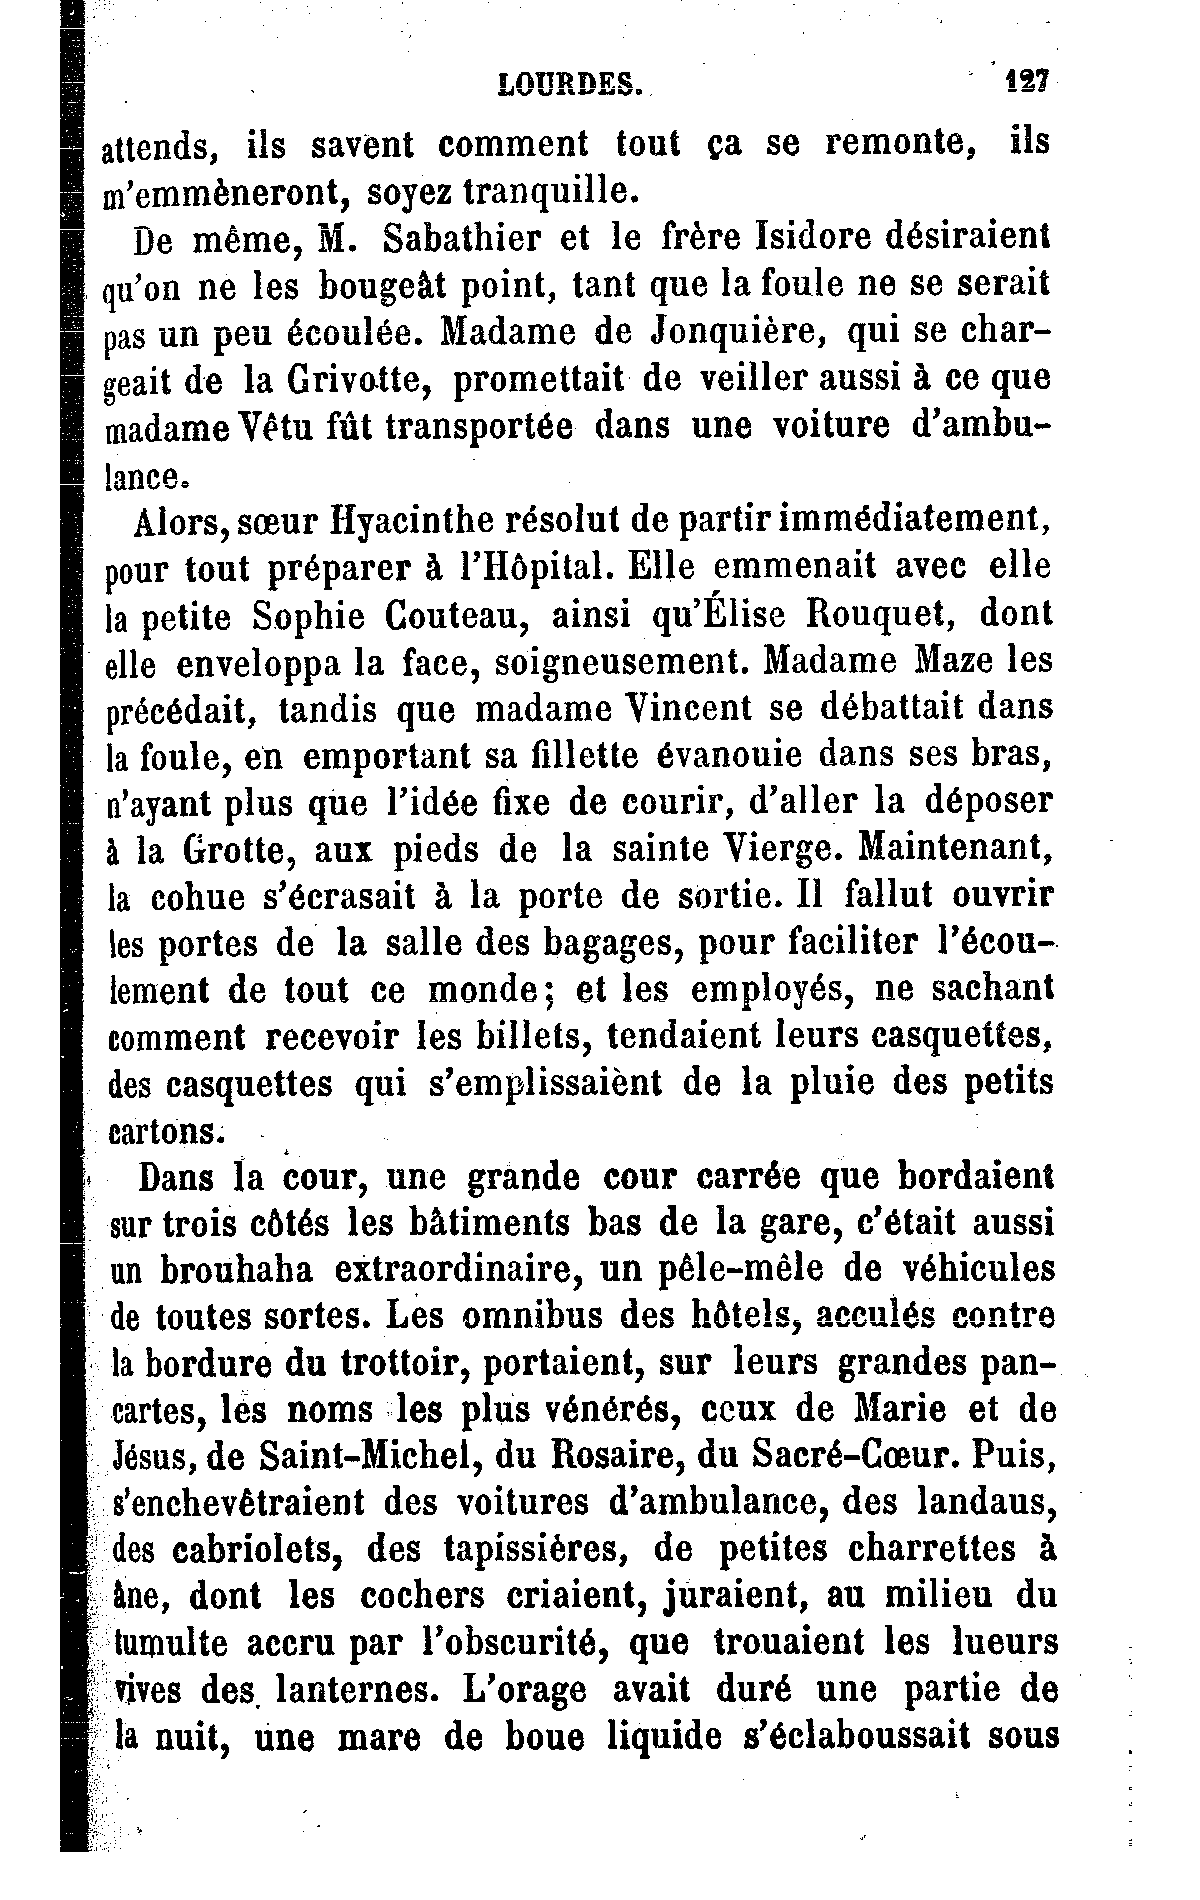 LOURDES. 127
attends, ils savent comment tout ça se remonte, ils
m'emmèneront, soyez tranquille.
De même, M. Sabathier et le frère Isidore désiraient
qu'on ne les bougeât point, tant que la foule ne se serait
pas un peu écoulée. Madame de Jonquière, qui se char-
geait de la Grivotte, promettait de veiller aussi à ce que
madame Vêtu fût transportée dans une voiture d'ambu-
lance.
Alors, sœur Hyacinthe résolut de partir immédiatement,
pour tout préparer à l'Hôpital. Elle emmenait avec elle
la petite Sophie Couteau, ainsi qu'Élise Rouquet, dont
elle enveloppa la face, soigneusement. Madame Maze les
précédait, tandis que madame Vincent se débattait dans
la foule, en emportant sa fillette évanouie dans ses bras,
n'ayant plus que l'idée fixe de courir, d'aller la déposer
à la Grotte, aux pieds de la sainte Vierge. Maintenant,
la cohue s'écrasait à la porte de sortie. Il fallut ouvrir
les portes de la salle des bagages, pour faciliter l'écou-
lement de tout ce monde; et les employés, ne sachant
comment recevoir les billets, tendaient leurs casquettes,
des casquettes qui s'emplissaient de la pluie des petits
cartons.
Dans la cour, une grande cour carrée que bordaient
sur trois côtés les bâtiments bas de la gare, c'était aussi
un brouhaha extraordinaire, un pêle-mêle de véhicules
de toutes sortes. Les omnibus des hôtels, acculés contre
la bordure du trottoir, portaient, sur leurs grandes pan-
cartes, les noms les plus vénérés, ceux de Marie et de
Jésus, de Saint-Michel, du Rosaire, du Sacré-Cœur. Puis,
s'enchevêtraient des voitures d'ambulance, des landaus,
des cabriolets, des tapissières, de petites charrettes à
âne, dont les cochers criaient, juraient, au milieu du
tumulte accru par l'obscurité, que trouaient les lueurs
vives des lanternes. L'orage avait duré une partie de
la nuit, une mare de boue liquide s'éclaboussait sous